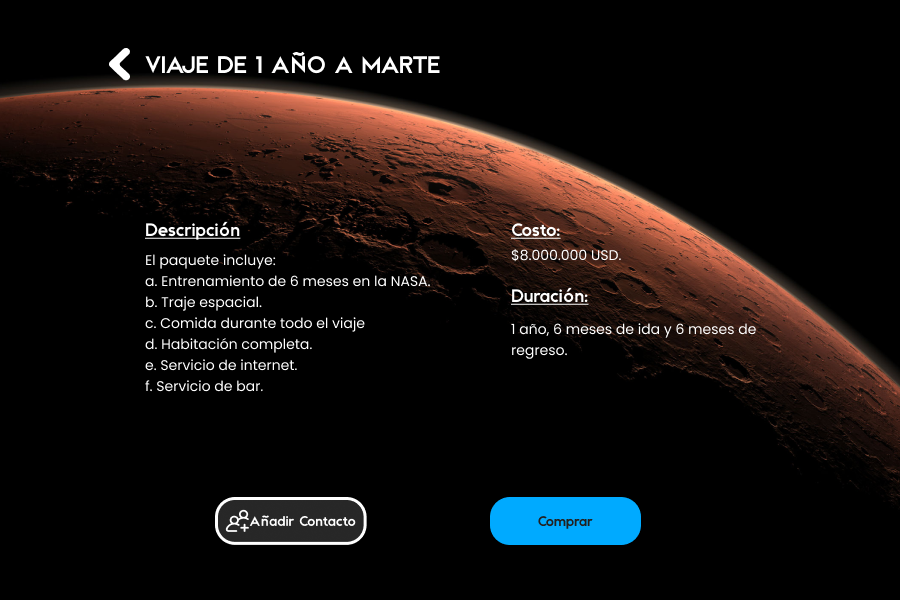 VIAJE DE 1 AÑO A MARTE
Descripción
El paquete incluye:
a. Entrenamiento de 6 meses en la NASA.
b. Traje espacial.
c. Comida durante todo el viaje
d. Habitación completa.
e. Servicio de internet.
f. Servicio de bar.
Costo:
$8.000.000 USD.
Duración:
1 año, 6 meses de ida y 6 meses de
regreso.
Añadir Contacto
Comprar